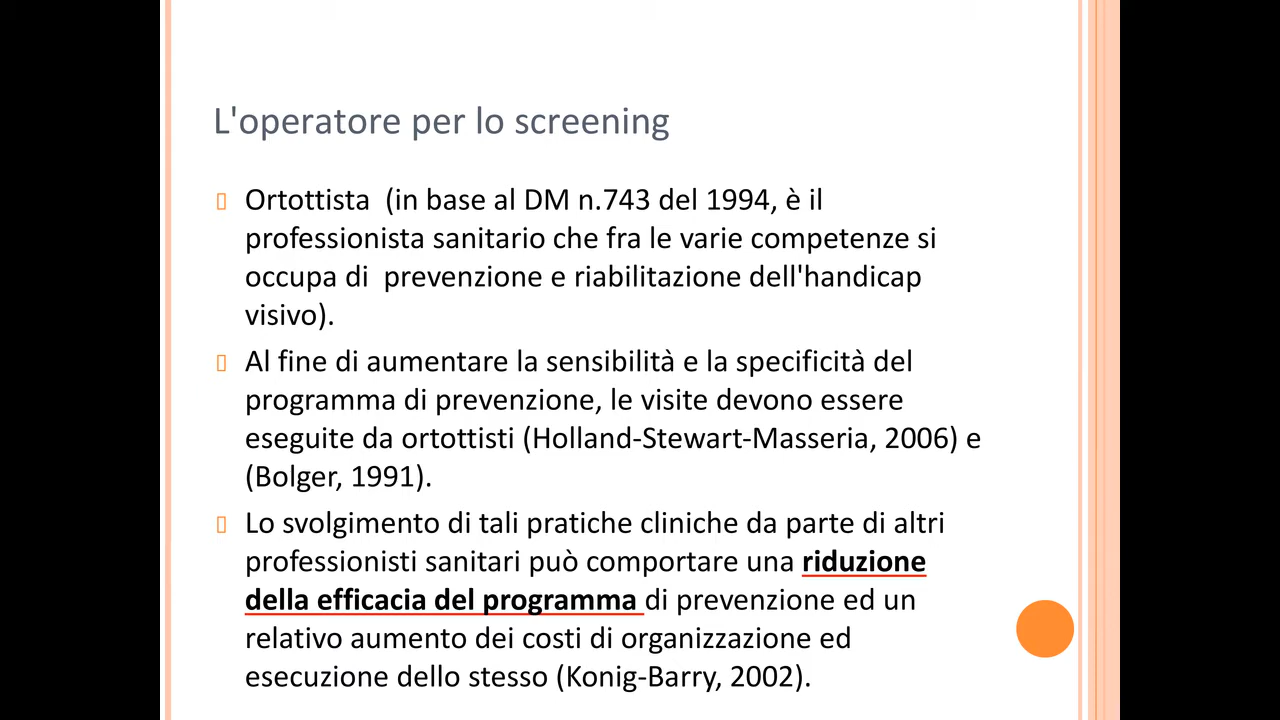 L'operatore per lo screening
Ortottista  (in base al DM n.743 del 1994, è il
professionista sanitario che fra le varie competenze si
occupa di  prevenzione e riabilitazione dell'handicap
visivo).
Al fine di aumentare la sensibilità e la specificità del
programma di prevenzione, le visite devono essere
eseguite da ortottisti (Holland-Stewart-Masseria, 2006) e
(Bolger, 1991).
Lo svolgimento di tali pratiche cliniche da parte di altri
professionisti sanitari può comportare una riduzione
della efficacia del programma di prevenzione ed un
relativo aumento dei costi di organizzazione ed
esecuzione dello stesso (Konig-Barry, 2002).